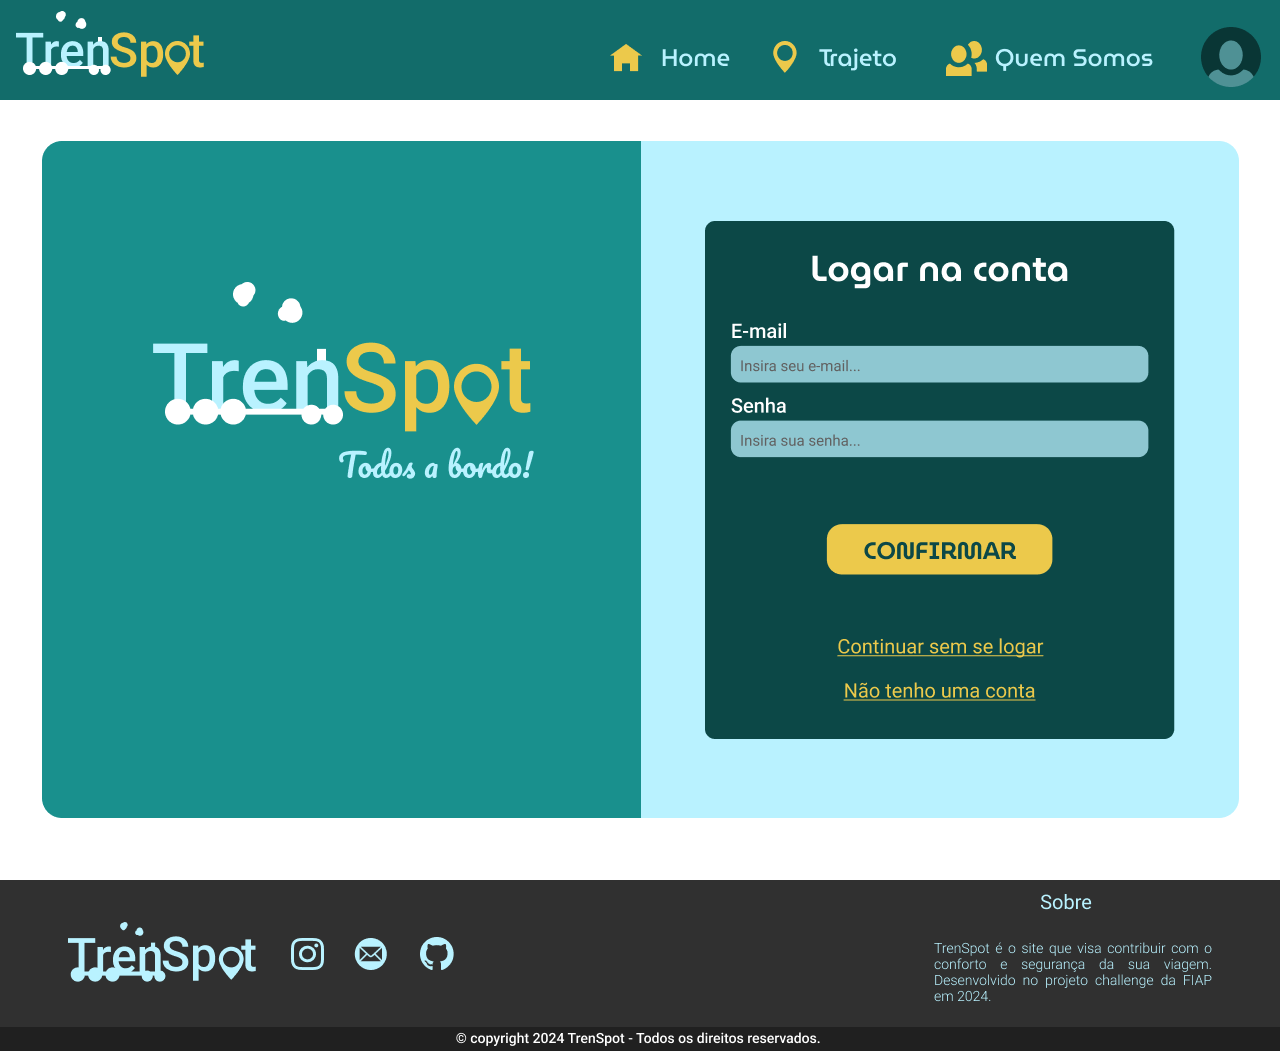 TrenSpot
Home
Trajeto
Quem Somos
TrenSpot
Todos a bordo!
Logar na conta
E-mail
Insira seu e-mail...
Senha
Insira sua senha...
CONFIRMAR
Continuar sem se logar
Não tenho uma conta
TrenSpot
Sobre
TrenSpot é o site que visa contribuir com o
conforto e segurança da sua viagem.
Desenvolvido no projeto challenge da FIAP
em 2024.
© copyright 2024 TrenSpot - Todos os direitos reservados.